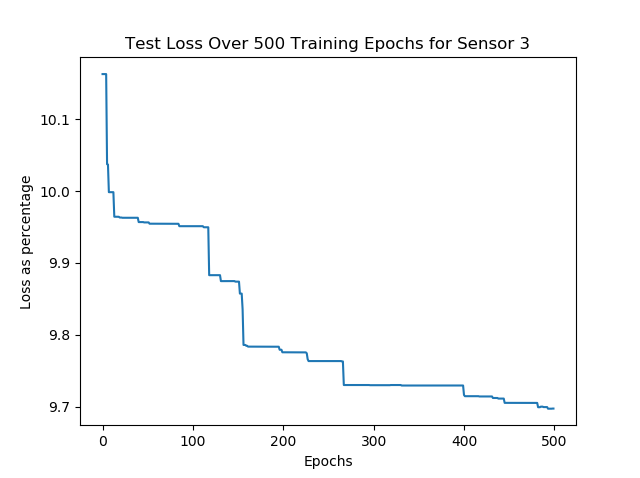 Test Loss Over 500 Training Epochs for Sensor 3
Loss as percentage
10.1
10.0
9.9
9.8
9.7
0 100 200 300 400 500
Epochs